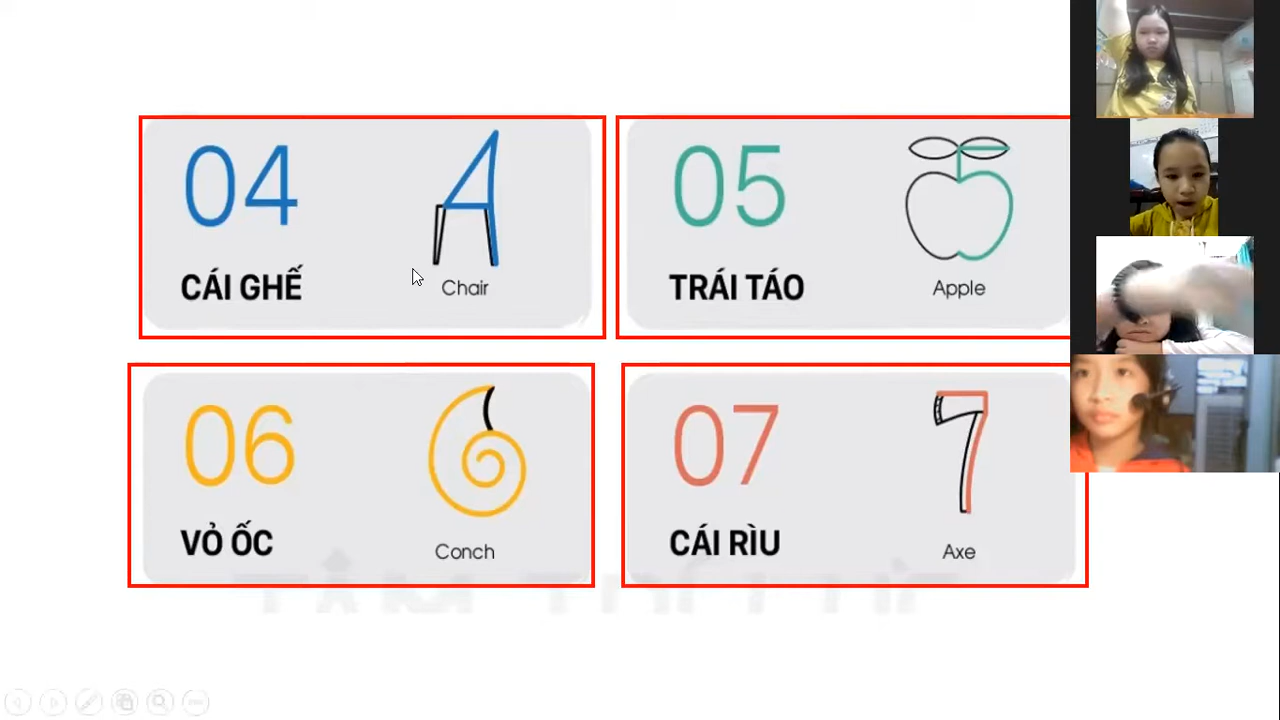 04
CÁI GHẾ
Chair
05
TRÁI TÁO
Apple
06
VỎ ỐC
Conch
07
CÁI RÌU
Axe